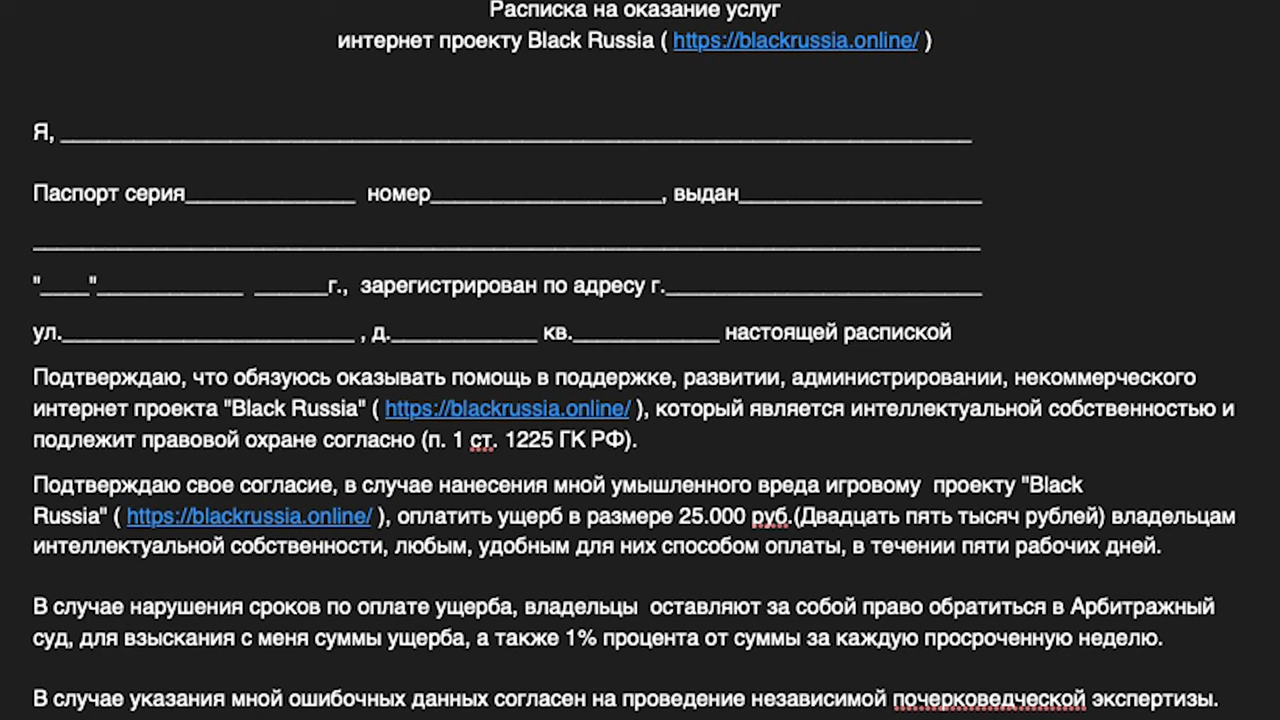 Расписка на оказание услуг
интернет проекту Black Russia ( https://blackrussia.online/ )
Я, ___________________________________________________________________________
Паспорт серия______________ номер___________________, выдан____________________
______________________________________________________________________________
"____"____________ ______г., зарегистрирован по адресу г.__________________________
ул.________________________ , д.____________ кв.____________ настоящей распиской
Подтверждаю, что обязуюсь оказывать помощь в поддержке, развитии, администрировании, некоммерческого
интернет проекта "Black Russia" ( https://blackrussia.online/ ), который является интеллектуальной собственностью и
подлежит правовой охране согласно (п. 1 ст. 1225 ГК РФ).
Подтверждаю свое согласие, в случае нанесения мной умышленного вреда игровому проекту "Black
Russia" ( https://blackrussia.online/ ), оплатить ущерб в размере 25.000 руб.(Двадцать пять тысяч рублей) владельцам
интеллектуальной собственности, любым, удобным для них способом оплаты, в течении пяти рабочих дней.
В случае нарушения сроков по оплате ущерба, владельцы оставляют за собой право обратиться в Арбитражный
суд, для взыскания с меня суммы ущерба, а также 1% процента от суммы за каждую просроченную неделю.
В случае указания мной ошибочных данных согласен на проведение независимой почерковедческой экспертизы.